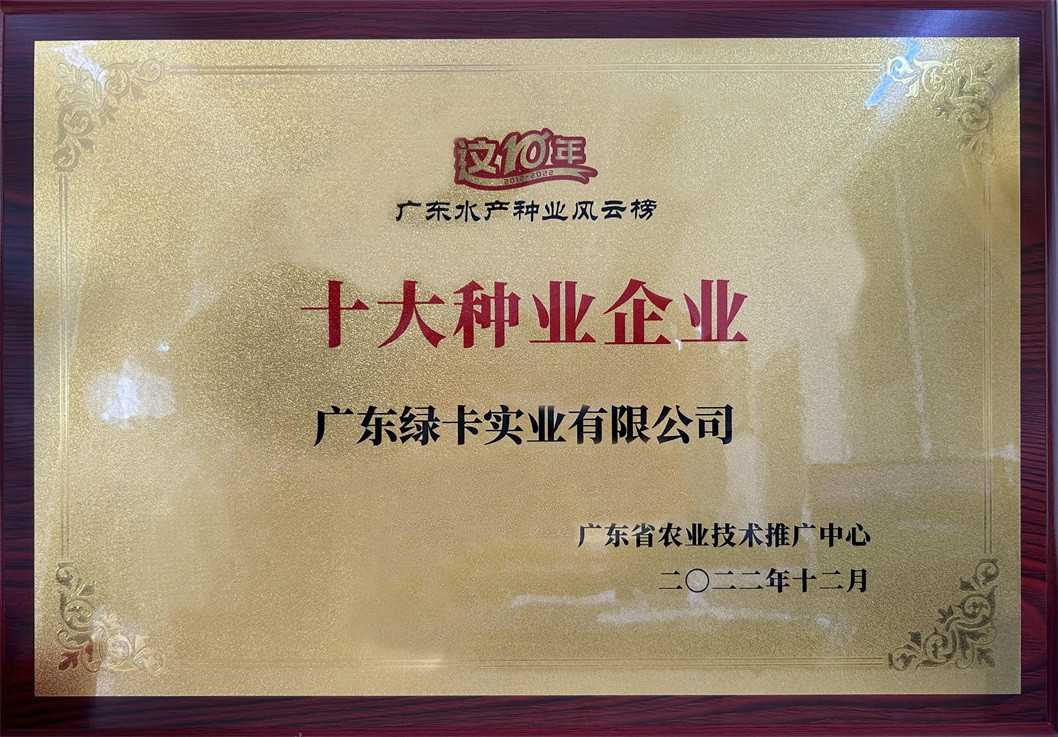 这10年
2012-2022
广东水产种业风云榜
十大种业企业
广东绿卡实业有限公司
广东省农业技术推广中心
二〇二二年十二月